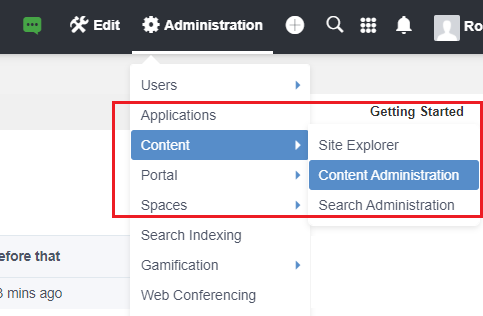 Edit Administration Ro
Users
Applications Getting Started
Content Site Explorer
Portal Content Administration
Spaces Search Administration
Search Indexing
efore that
Gamification
mins ago Web Conferencing